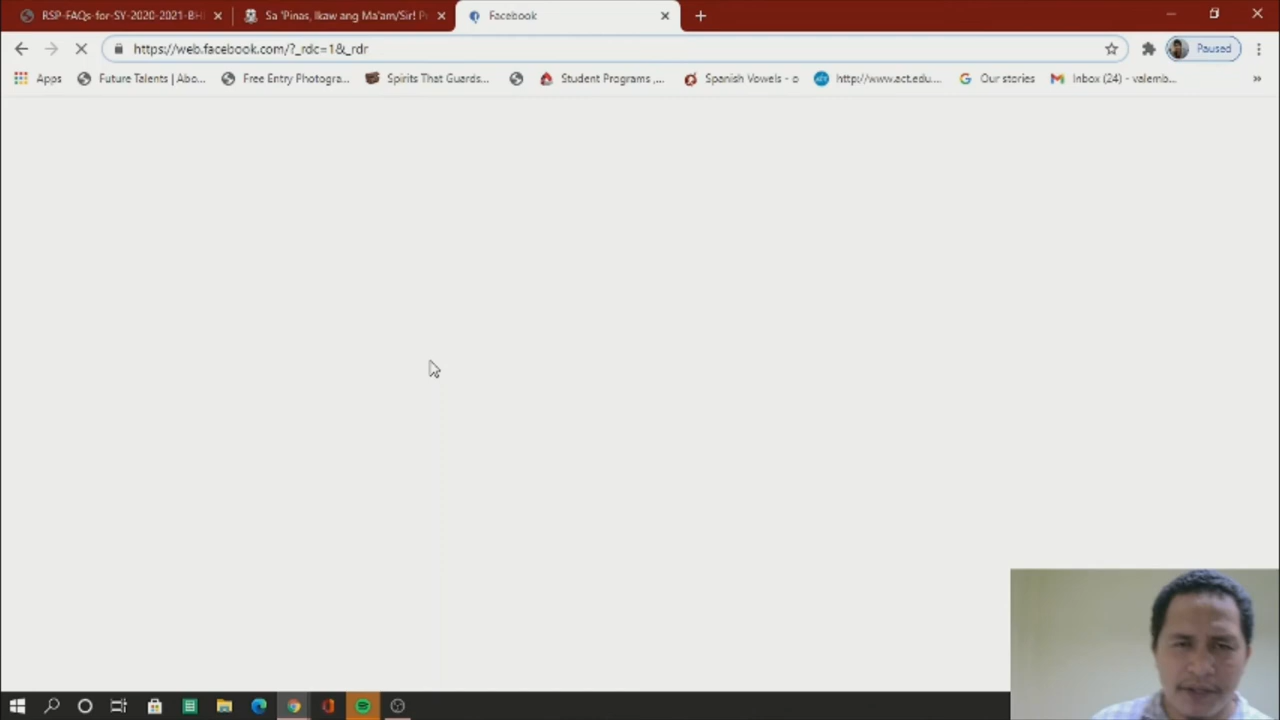 RSP-FAQs-for-SY-2020-2021-BHI
Sa 'Pinas, Ikaw ang Ma'am/Sir! P
Facebook
https://web.facebook.com/?_rdc=1&_rdr
Paused
Apps
Future Talents | Abo...
Free Entry Photogra...
Spirits That Guards...
Student Programs ,...
Spanish Vowels - o
http://www.act.edu....
Our stories
Inbox (24) - valemb...